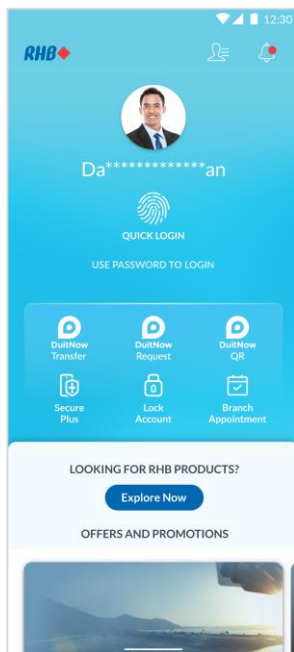 12:30
RHB
Da*************an
QUICK LOGIN
USE PASSWORD TO LOGIN
DuitNow DuitNow DuitNow
Transfer Request QR
Secure Lock Branch
Plus Account Appointment
LOOKING FOR RHB PRODUCTS?
Explore Now
OFFERS AND PROMOTIONS